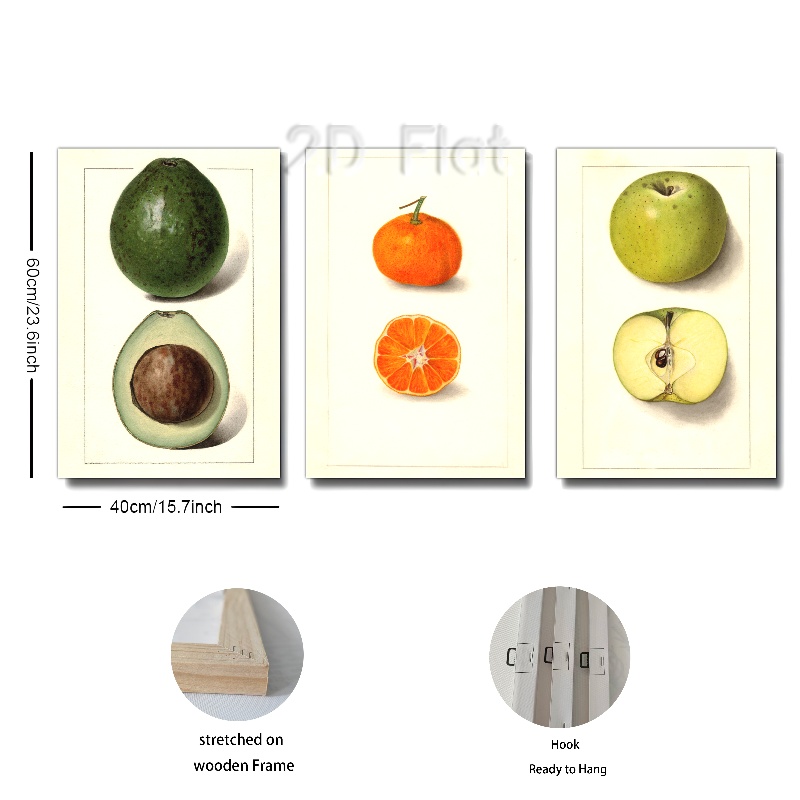 2D Flat
60cm/23.6inch
40cm/15.7inch
stretched on
wooden Frame
Hook
Ready to Hang